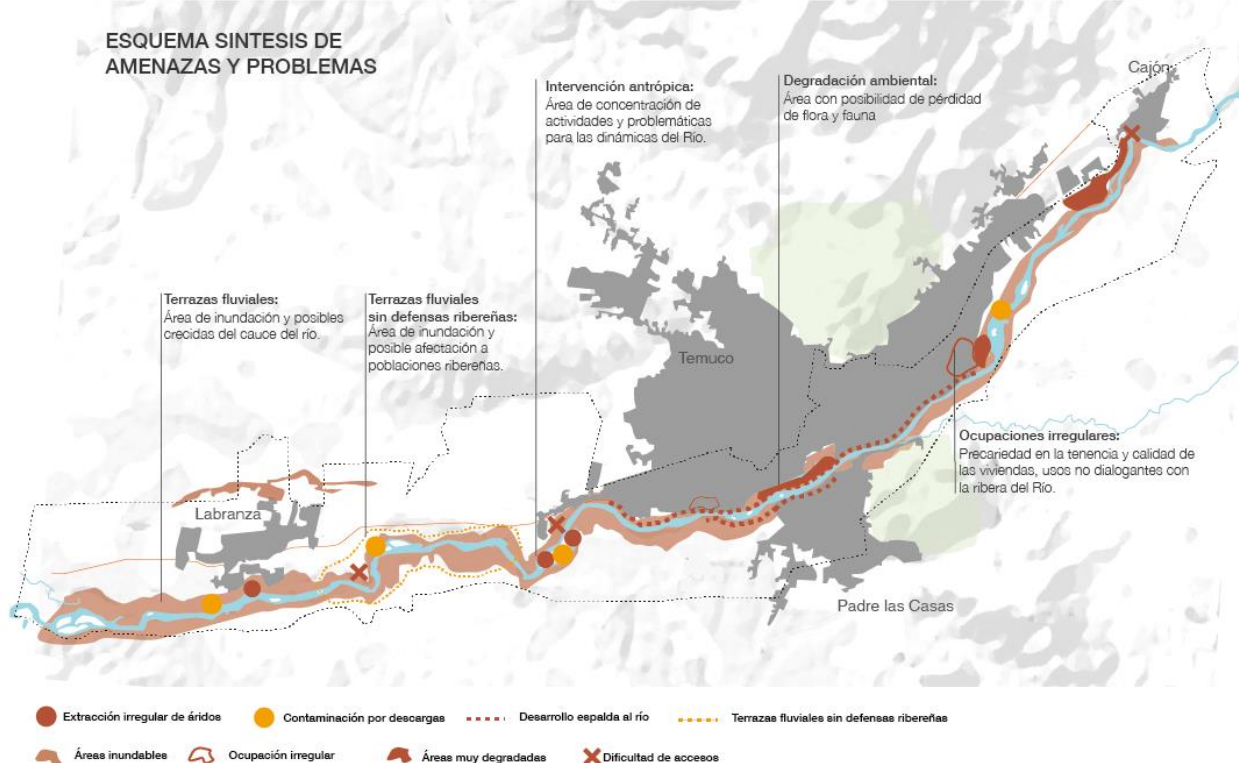 ESQUEMA SINTESIS DE
AMENAZAS Y PROBLEMAS
Cajón
Intervención antrópica:
Área de concentración de
actividades y problemáticas
para las dinámicas del Río.
Degradación ambiental:
Área con posibilidad de pérdidad
de flora y fauna
Terrazas fluviales:
Área de inundación y posibles
crecidas del cauce del río.
Terrazas fluviales
sin defensas ribereñas:
Área de inundación y
posible afectación a
poblaciones ribereñas.
Temuco
Ocupaciones irregulares:
Precariedad en la tenencia y calidad de
las viviendas, usos no dialogantes con
la ribera del Río.
Labranza
Padre las Casas
Extracción irregular de áridos
Contaminación por descargas
Desarrollo espalda al río
Terrazas fluviales sin defensas ribereñas
Áreas inundables
Ocupación irregular
Áreas muy degradadas
Dificultad de accesos